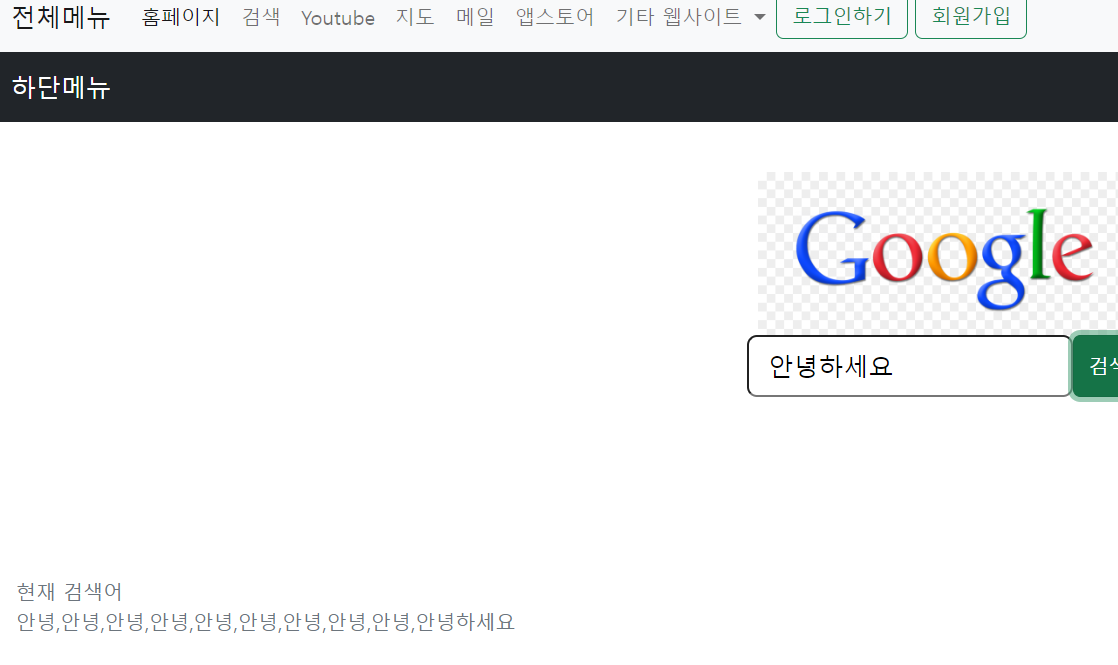 전체메뉴 홈페이지 검색 Youtube 지도 메일 앱스토어 기타 웹사이트 로그인하기 회원가입
하단메뉴
Google
안녕하세요
현재 검색어
안녕,안녕,안녕,안녕,안녕,안녕,안녕,안녕,안녕,안녕하세요